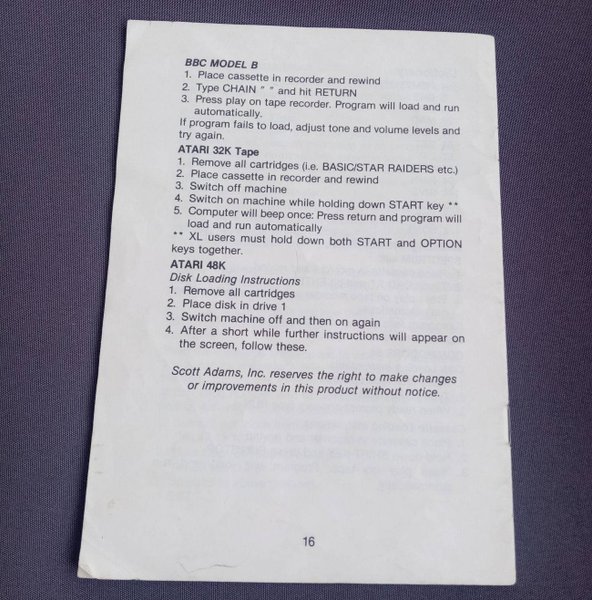 BBC MODEL B
1. Place cassette in recorder and rewind
2. Type CHAIN “ ” and hit RETURN
3. Press play on tape recorder. Program will load and run
automatically.
If program fails to load, adjust tone and volume levels and
try again.
ATARI 32K Tape
1. Remove all cartridges (i.e. BASIC/STAR RAIDERS etc.)
2. Place cassette in recorder and rewind
3. Switch off machine
4. Switch on machine while holding down START key **
5. Computer will beep once: Press return and program will
load and run automatically
** XL users must hold down both START and OPTION
keys together.
ATARI 48K
Disk Loading Instructions
1. Remove all cartridges
2. Place disk in drive 1
3. Switch machine off and then on again
4. After a short while further instructions will appear on
the screen, follow these.
Scott Adams, Inc. reserves the right to make changes
or improvements in this product without notice.
16